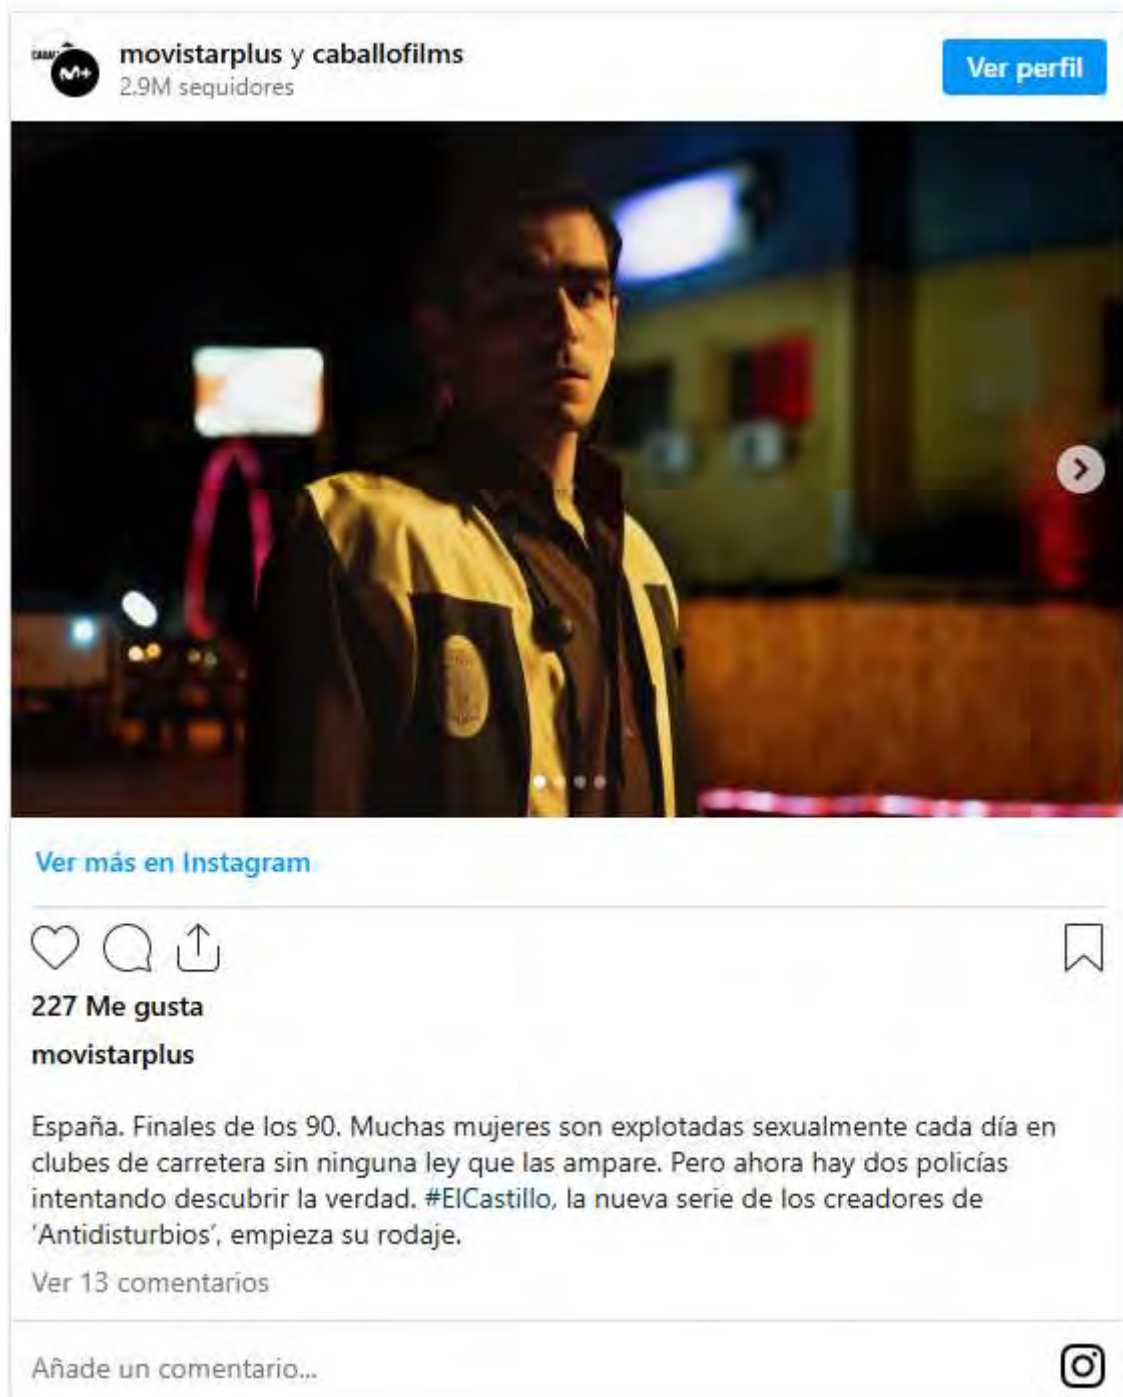 movistarplus y caballofilms
2.9M seguidores
Ver perfil
M+
Ver más en Instagram
227 Me gusta
movistarplus
España. Finales de los 90. Muchas mujeres son explotadas sexualmente cada día en
clubes de carretera sin ninguna ley que las ampare. Pero ahora hay dos policías
intentando descubrir la verdad. #ElCastillo, la nueva serie de los creadores de
‘Antidisturbios’, empieza su rodaje.
Ver 13 comentarios
Añade un comentario...